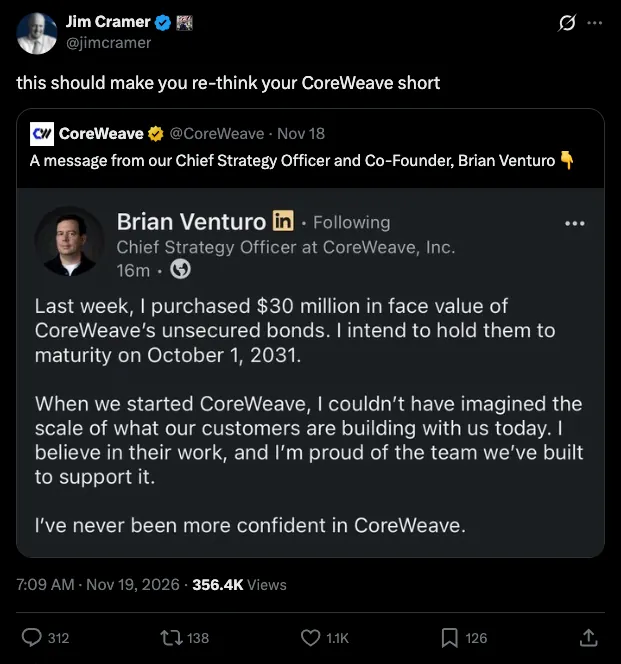 Jim Cramer
@jimcramer
this should make you re-think your CoreWeave short
CW CoreWeave @CoreWeave · Nov 18
A message from our Chief Strategy Officer and Co-Founder, Brian Venturo 👇
Brian Venturo in · Following
Chief Strategy Officer at CoreWeave, Inc.
16m ·
Last week, I purchased $30 million in face value of
CoreWeave’s unsecured bonds. I intend to hold them to
maturity on October 1, 2031.
When we started CoreWeave, I couldn’t have imagined the
scale of what our customers are building with us today. I
believe in their work, and I’m proud of the team we’ve built
to support it.
I’ve never been more confident in CoreWeave.
7:09 AM · Nov 19, 2026 · 356.4K Views
312 138 1.1K 126